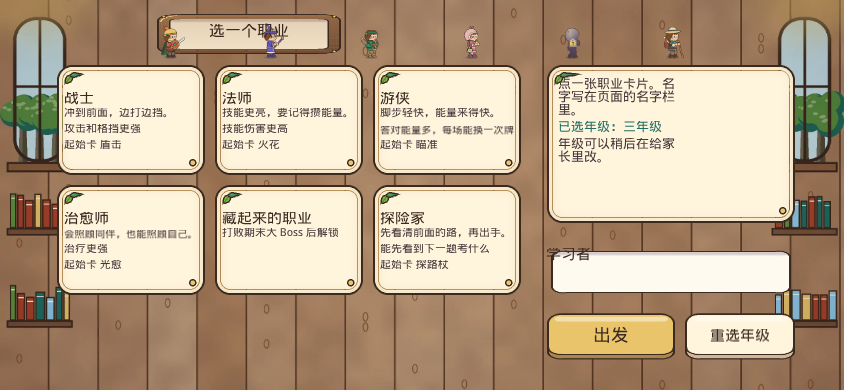 选一个职业
战士
冲到前面，边打边挡。
攻击和格挡更强
起始卡 盾击
法师
技能更亮，要记得攒能量。
技能伤害更高
起始卡 火花
游侠
脚步轻快，能量来得快。
答对能量多，每场能换一次牌
起始卡 瞄准
治愈师
会照顾同伴，也能照顾自己。
治疗更强
起始卡 光愈
藏起来的职业
打败期末大 Boss 后解锁
探险家
先看清前面的路，再出手。
能先看到下一题考什么
起始卡 探路杖
点一张职业卡片。名
字写在页面的名字栏
里。
已选年级：三年级
年级可以稍后在给家
长里改。
学习者
出发
重选年级